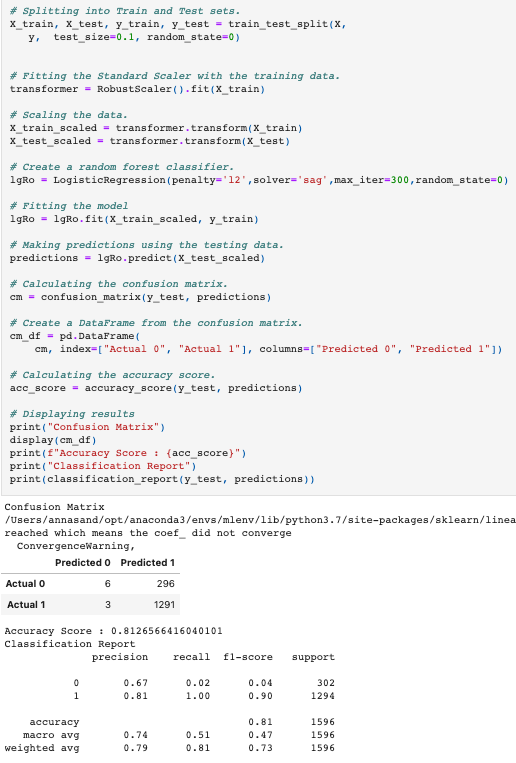 # Splitting into Train and Test sets.
X_train, X_test, y_train, y_test = train_test_split(X,
   y,  test_size=0.1, random_state=0)
# Fitting the Standard Scaler with the training data.
transformer = RobustScaler().fit(X_train)
# Scaling the data.
X_train_scaled = transformer.transform(X_train)
X_test_scaled = transformer.transform(X_test)
# Create a random forest classifier.
lgRo = LogisticRegression(penalty='l2',solver='sag',max_iter=300,random_state=0)
# Fitting the model
lgRo = lgRo.fit(X_train_scaled, y_train)
# Making predictions using the testing data.
predictions = lgRo.predict(X_test_scaled)
# Calculating the confusion matrix.
cm = confusion_matrix(y_test, predictions)
# Create a DataFrame from the confusion matrix.
cm_df = pd.DataFrame(
    cm, index=["Actual 0", "Actual 1"], columns=["Predicted 0", "Predicted 1"])
# Calculating the accuracy score.
acc_score = accuracy_score(y_test, predictions)
# Displaying results
print("Confusion Matrix")
display(cm_df)
print(f"Accuracy Score : {acc_score}")
print("Classification Report")
print(classification_report(y_test, predictions))
Confusion Matrix
/Users/annasand/opt/anaconda3/envs/mlenv/lib/python3.7/site-packages/sklearn/linea
reached which means the coef_ did not converge
  ConvergenceWarning,
Predicted 0 Predicted 1
Actual 0 6 296
Actual 1 3 1291
Accuracy Score : 0.8126566416040101
Classification Report
precision recall f1-score support
0 0.67 0.02 0.04 302
1 0.81 1.00 0.90 1294
accuracy 0.81 1596
macro avg 0.74 0.51 0.47 1596
weighted avg 0.79 0.81 0.73 1596